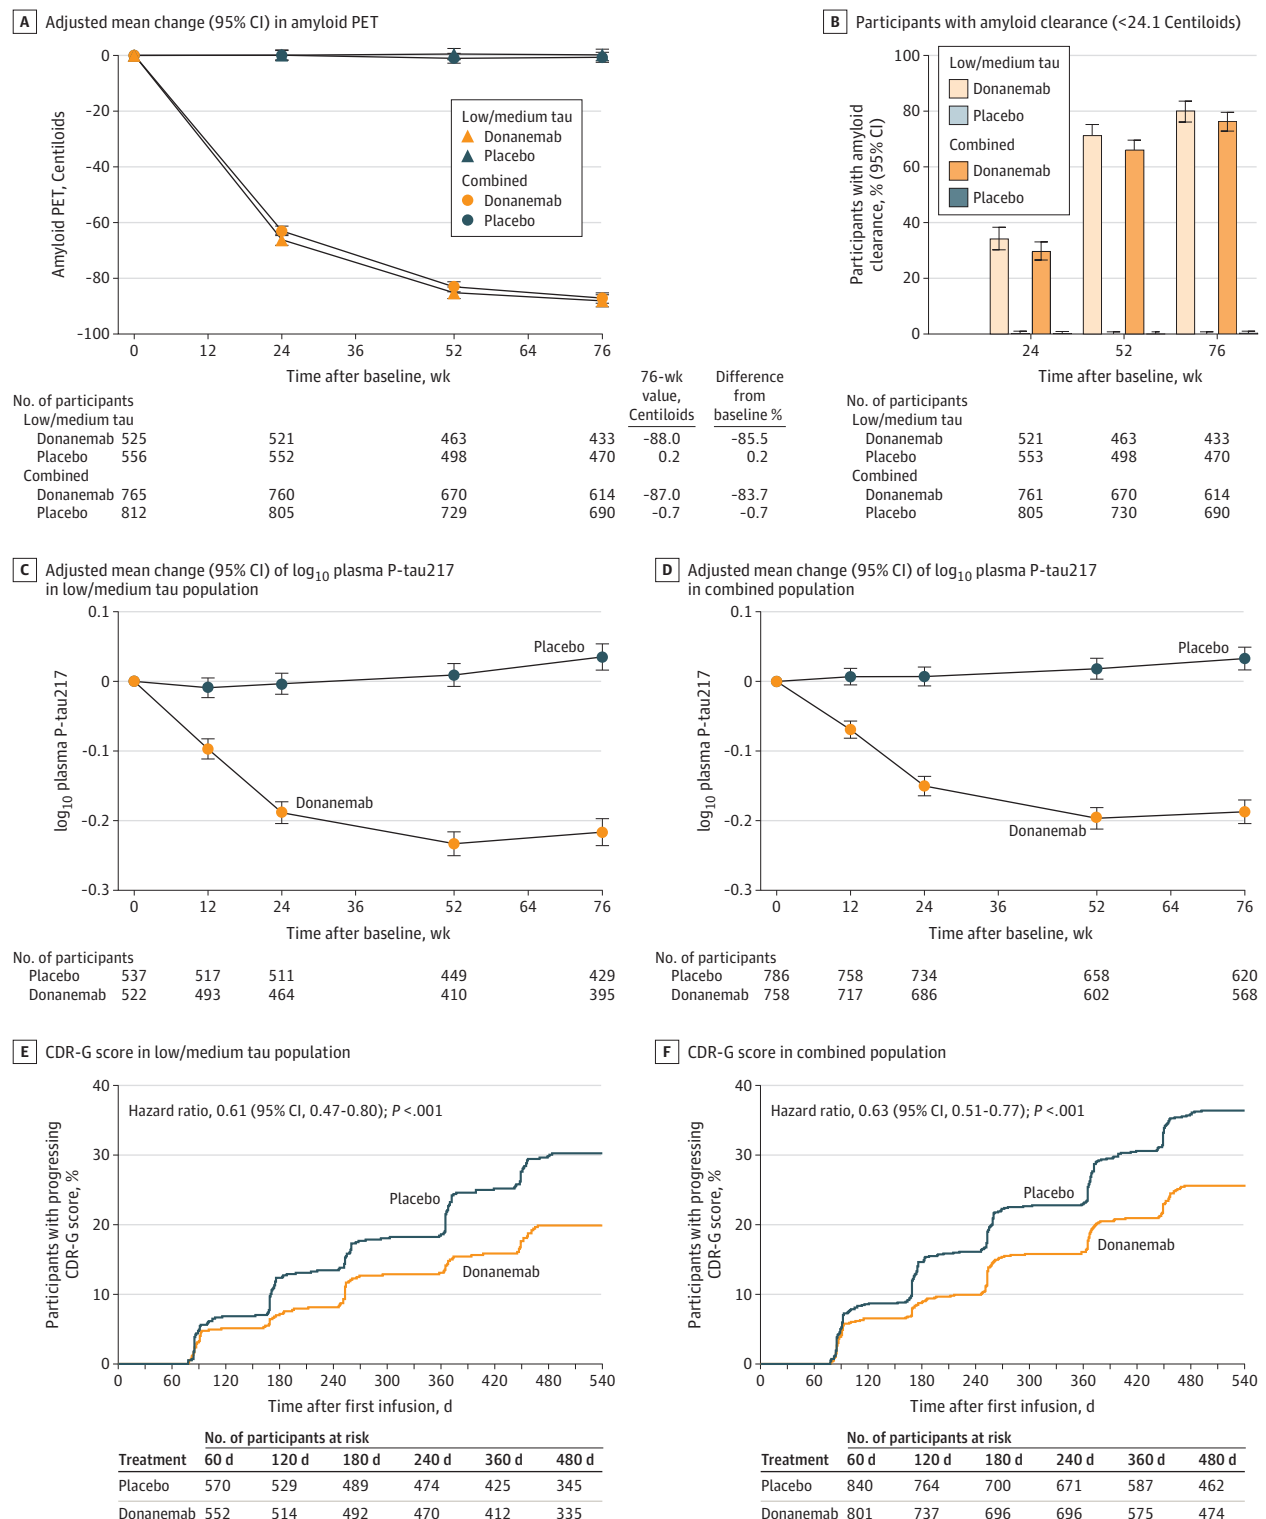 A Adjusted mean change (95% CI) in amyloid PET
0
-20
-40
-60
-80
-100
Amyloid PET, Centiloids
Low/medium tau
Donanemab
Placebo
Combined
Donanemab
Placebo
0 12 24 36 52 64 76
Time after baseline, wk
76-wk value, Centiloids
Difference from baseline %
No. of participants
Low/medium tau
Donanemab 525 521 463 433 -88.0 -85.5
Placebo 556 552 498 470 0.2 0.2
Combined
Donanemab 765 760 670 614 -87.0 -83.7
Placebo 812 805 729 690 -0.7 -0.7
B Participants with amyloid clearance (<24.1 Centiloids)
100
80
60
40
20
0
Participants with amyloid
clearance, % (95% CI)
Low/medium tau
Donanemab
Placebo
Combined
Donanemab
Placebo
24 52 76
Time after baseline, wk
No. of participants
Low/medium tau
Donanemab 521 463 433
Placebo 553 498 470
Combined
Donanemab 761 670 614
Placebo 805 730 690
C Adjusted mean change (95% CI) of log10 plasma P-tau217
in low/medium tau population
0.1
0
-0.1
-0.2
-0.3
log10 plasma P-tau217
Placebo
Donanemab
0 12 24 36 52 64 76
Time after baseline, wk
No. of participants
Placebo 537 517 511 449 429
Donanemab 522 493 464 410 395
D Adjusted mean change (95% CI) of log10 plasma P-tau217
in combined population
0.1
0
-0.1
-0.2
-0.3
log10 plasma P-tau217
Placebo
Donanemab
0 12 24 36 52 64 76
Time after baseline, wk
No. of participants
Placebo 786 758 734 658 620
Donanemab 758 717 686 602 568
E CDR-G score in low/medium tau population
40
30
20
10
0
Participants with progressing
CDR-G score, %
Hazard ratio, 0.61 (95% CI, 0.47-0.80); P <.001
Placebo
Donanemab
0 60 120 180 240 300 360 420 480 540
Time after first infusion, d
No. of participants at risk
Treatment 60 d 120 d 180 d 240 d 360 d 480 d
Placebo 570 529 489 474 425 345
Donanemab 552 514 492 470 412 335
F CDR-G score in combined population
40
30
20
10
0
Participants with progressing
CDR-G score, %
Hazard ratio, 0.63 (95% CI, 0.51-0.77); P <.001
Placebo
Donanemab
0 60 120 180 240 300 360 420 480 540
Time after first infusion, d
No. of participants at risk
Treatment 60 d 120 d 180 d 240 d 360 d 480 d
Placebo 840 764 700 671 587 462
Donanemab 801 737 696 696 575 474